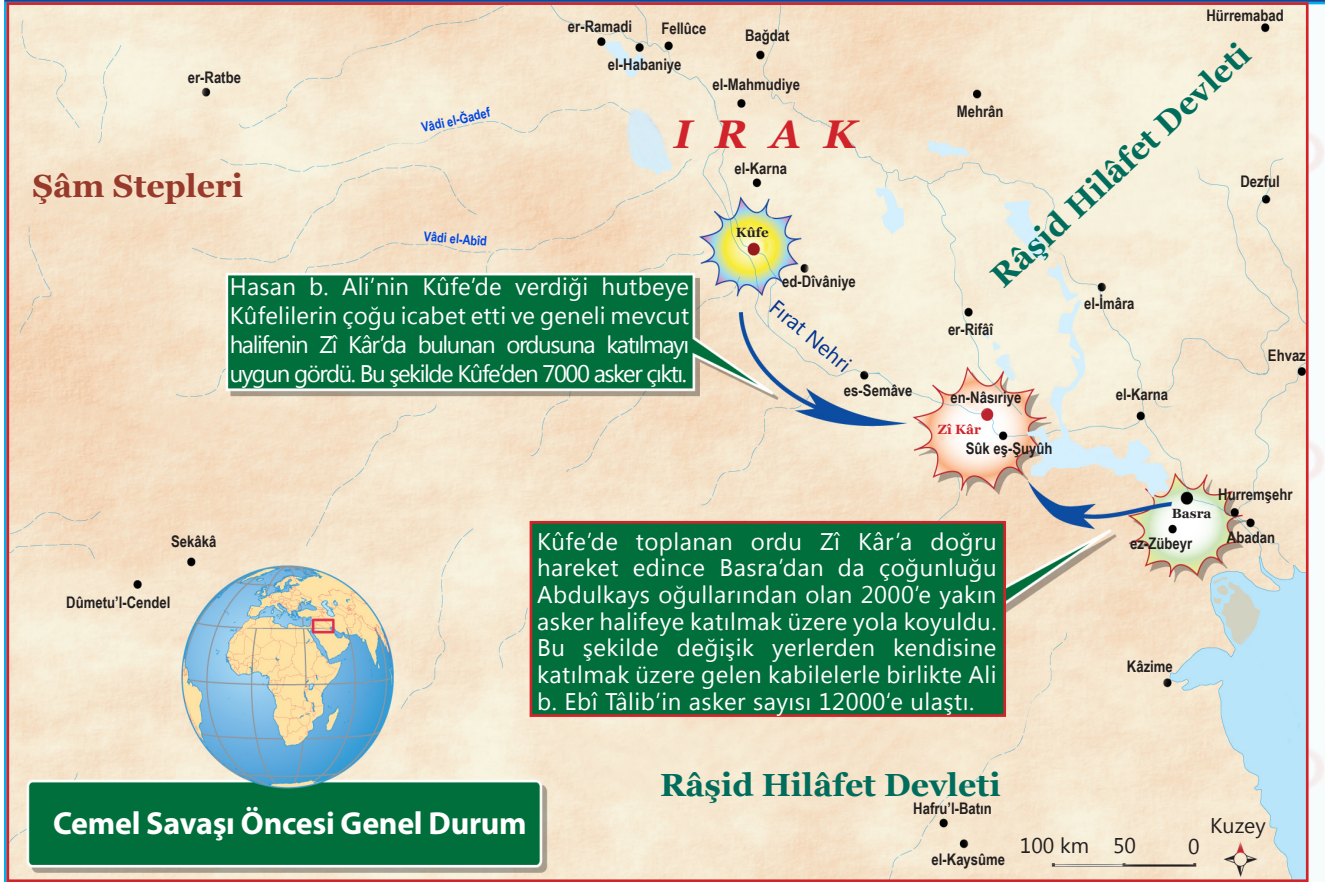 Hürremabad
er-Ramadi
Fellûce
Bağdat
el-Habaniye
er-Ratbe
el-Mahmudiye
Mehrân
Vâdi el-Ğadef
I R A K
Râşid Hilâfet Devleti
Şâm Stepleri
el-Karna
Dezful
Kûfe
Vâdi el-Abîd
ed-Dîvâniye
Hasan b. Ali’nin Kûfe’de verdiği hutbeye
Kûfelilerin çoğu icabet etti ve geneli mevcut
halifenin Zî Kâr’da bulunan ordusuna katılmayı
uygun gördü. Bu şekilde Kûfe’den 7000 asker çıktı.
Fırat Nehri
el-İmâra
er-Rifâî
Ehvaz
es-Semâve
en-Nâsıriye
el-Karna
Zî Kâr
Sûk eş-Şuyûh
Hurremşehr
Basra
ez-Zübeyr
Abadan
Kûfe’de toplanan ordu Zî Kâr’a doğru
hareket edince Basra’dan da çoğunluğu
Abdulkays oğullarından olan 2000’e yakın
asker halifeye katılmak üzere yola koyuldu.
Bu şekilde değişik yerlerden kendisine
katılmak üzere gelen kabilelerle birlikte Ali
b. Ebî Tâlib’in asker sayısı 12000‘e ulaştı.
Sekâkâ
Dûmetu’l-Cendel
Kâzime
Râşid Hilâfet Devleti
Hafru’l-Batın
el-Kaysûme
Cemel Savaşı Öncesi Genel Durum
100 km 50 0
Kuzey